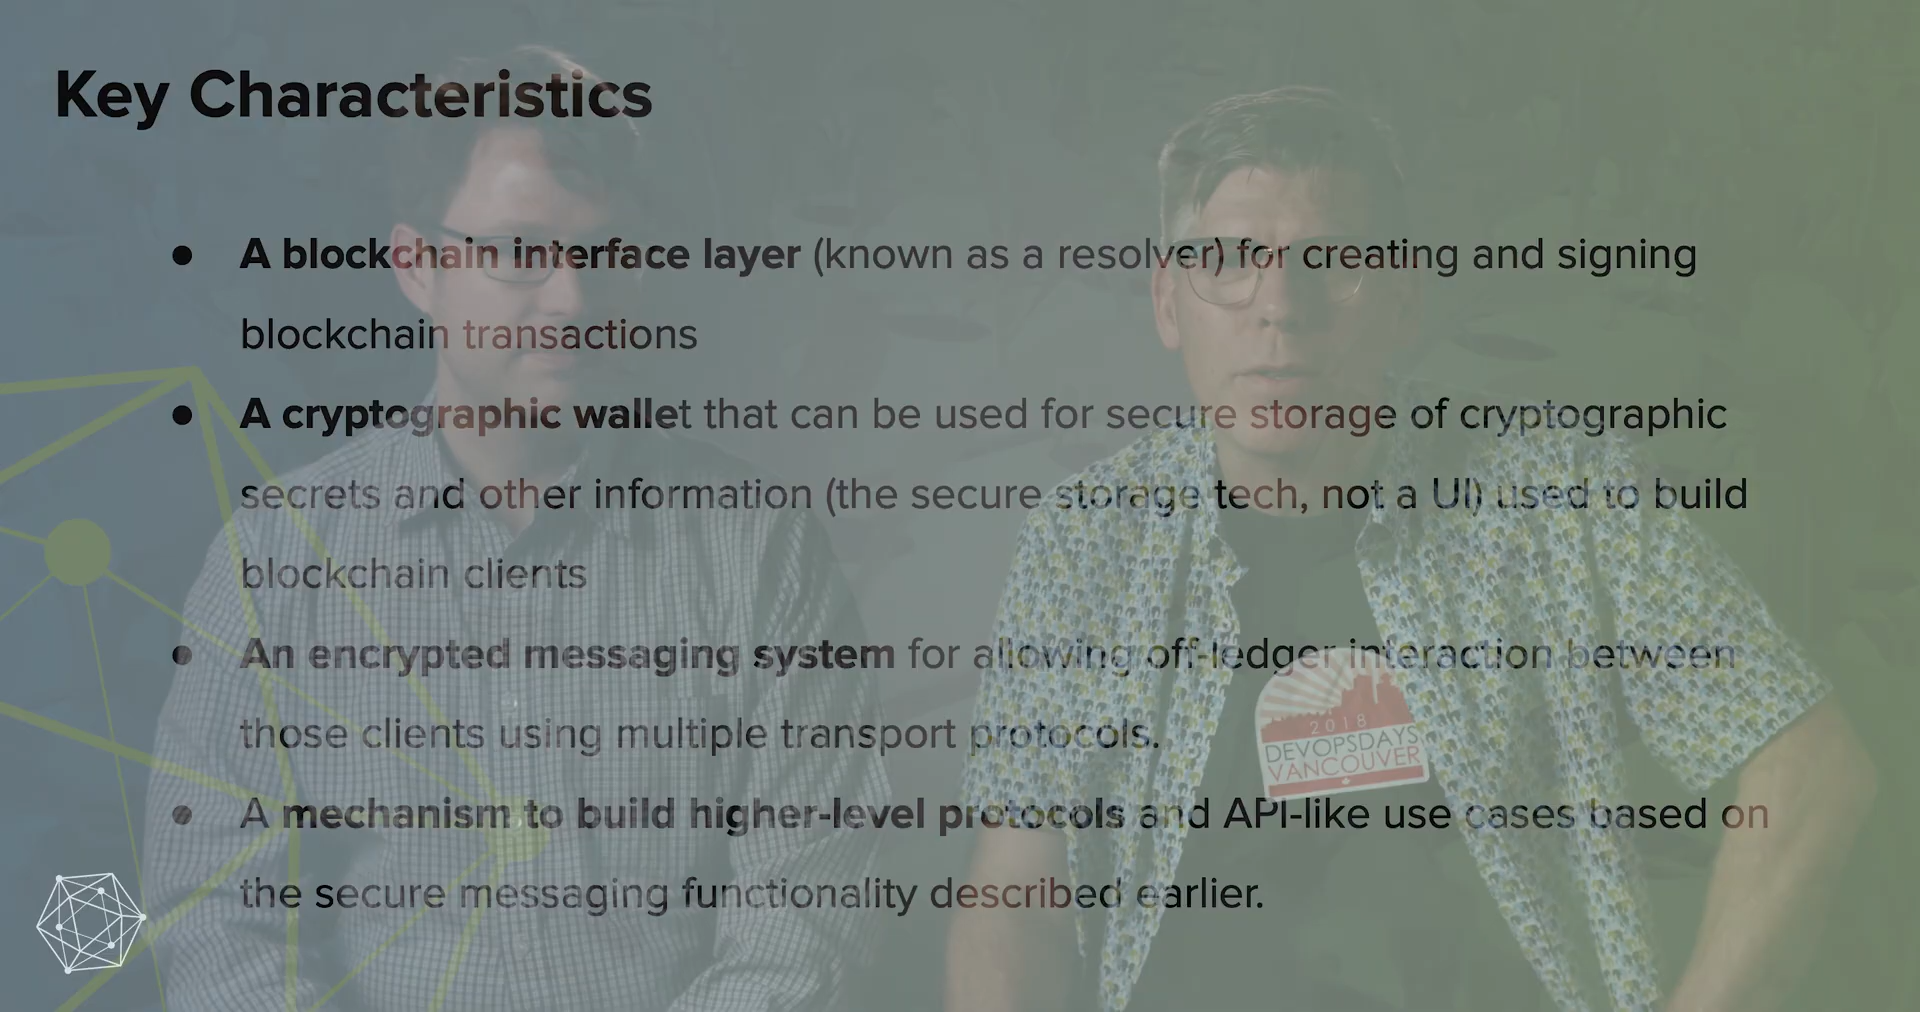 Key Characteristics
● A blockchain interface layer (known as a resolver) for creating and signing
blockchain transactions
● A cryptographic wallet that can be used for secure storage of cryptographic
secrets and other information (the secure storage tech, not a UI) used to build
blockchain clients
● An encrypted messaging system for allowing off-ledger interaction between
those clients using multiple transport protocols.
2018
DEVOPSDAYS
VANCOUVER
● A mechanism to build higher-level protocols and API-like use cases based on
the secure messaging functionality described earlier.